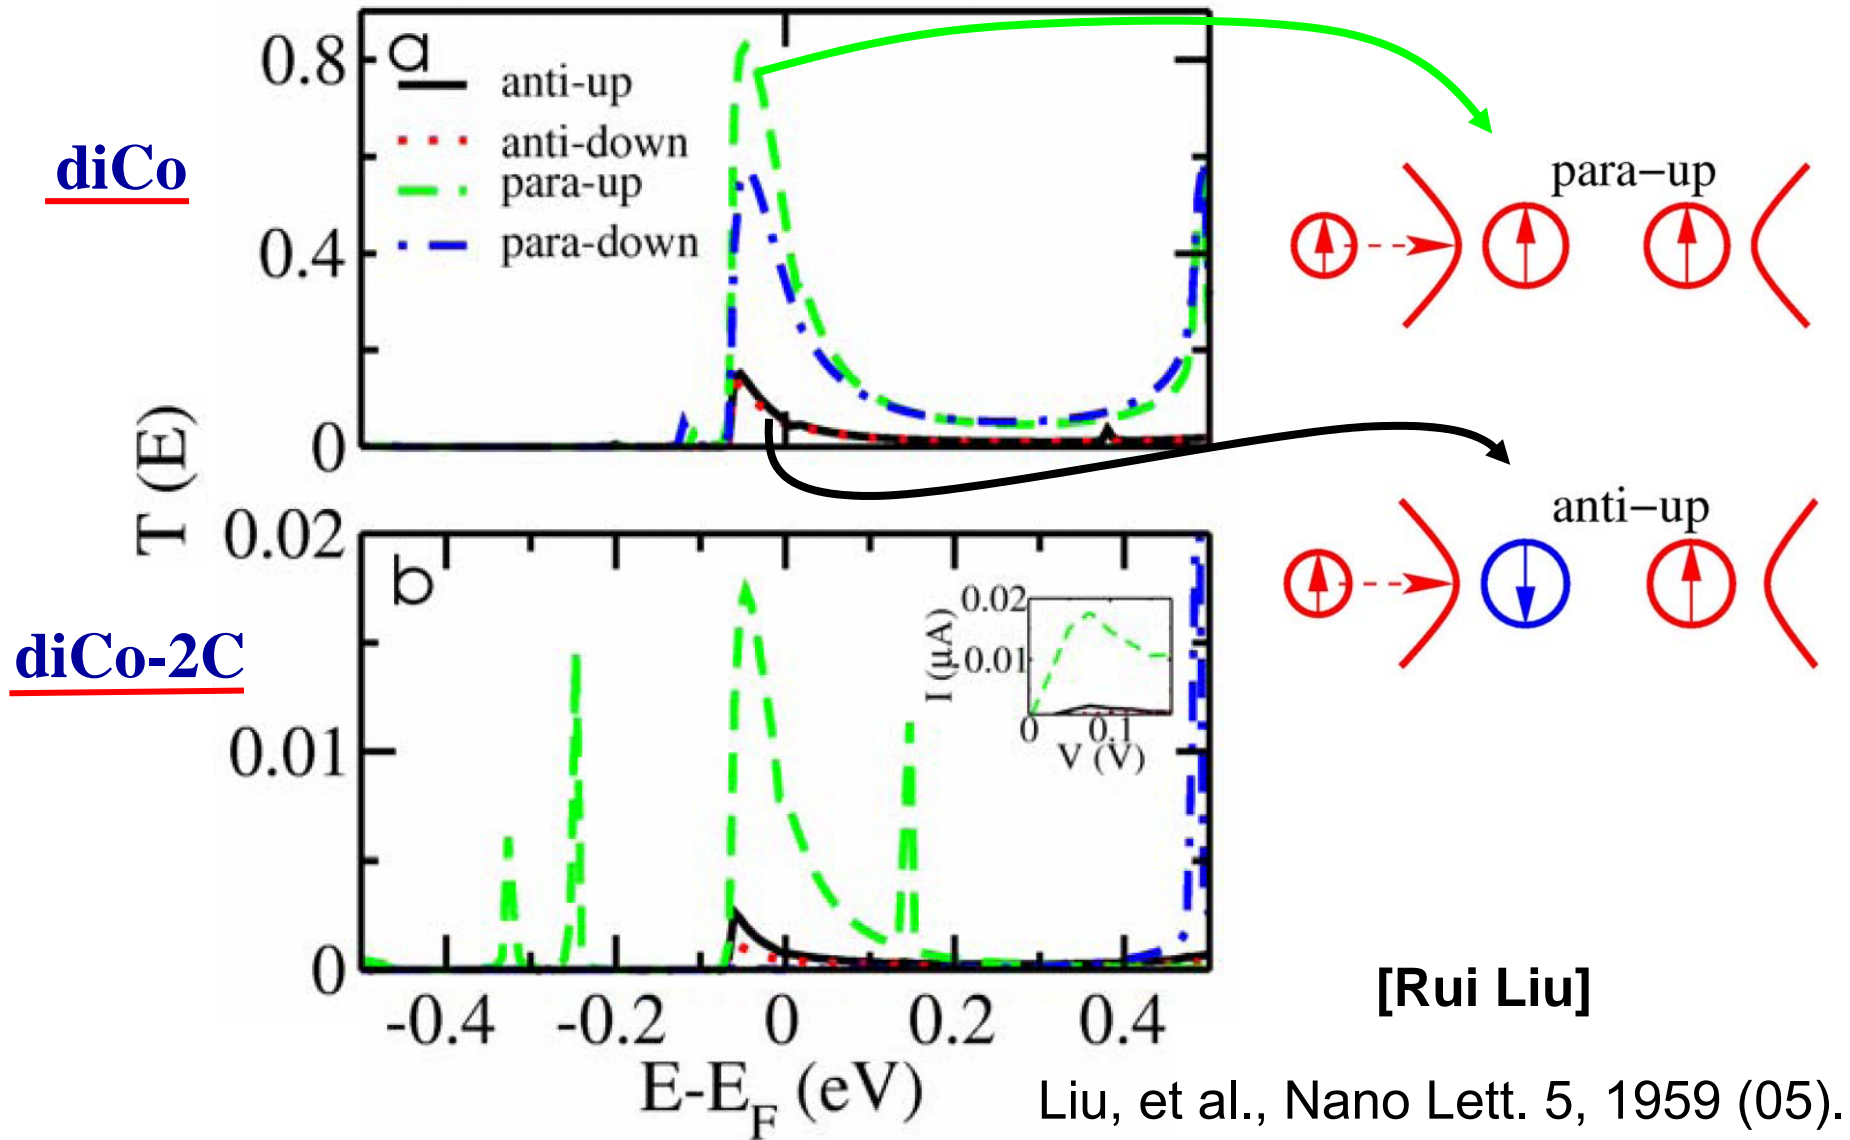 diCo
a
anti-up
anti-down
para-up
para-down
0.8
0.4
0
T (E)
para−up
anti−up
diCo-2C
b
0.02
0.01
0
-0.4
-0.2
0
0.2
0.4
E-EF (eV)
0.02
0.01
I (μA)
0
0.1
V (V)
[Rui Liu]
Liu, et al., Nano Lett. 5, 1959 (05).